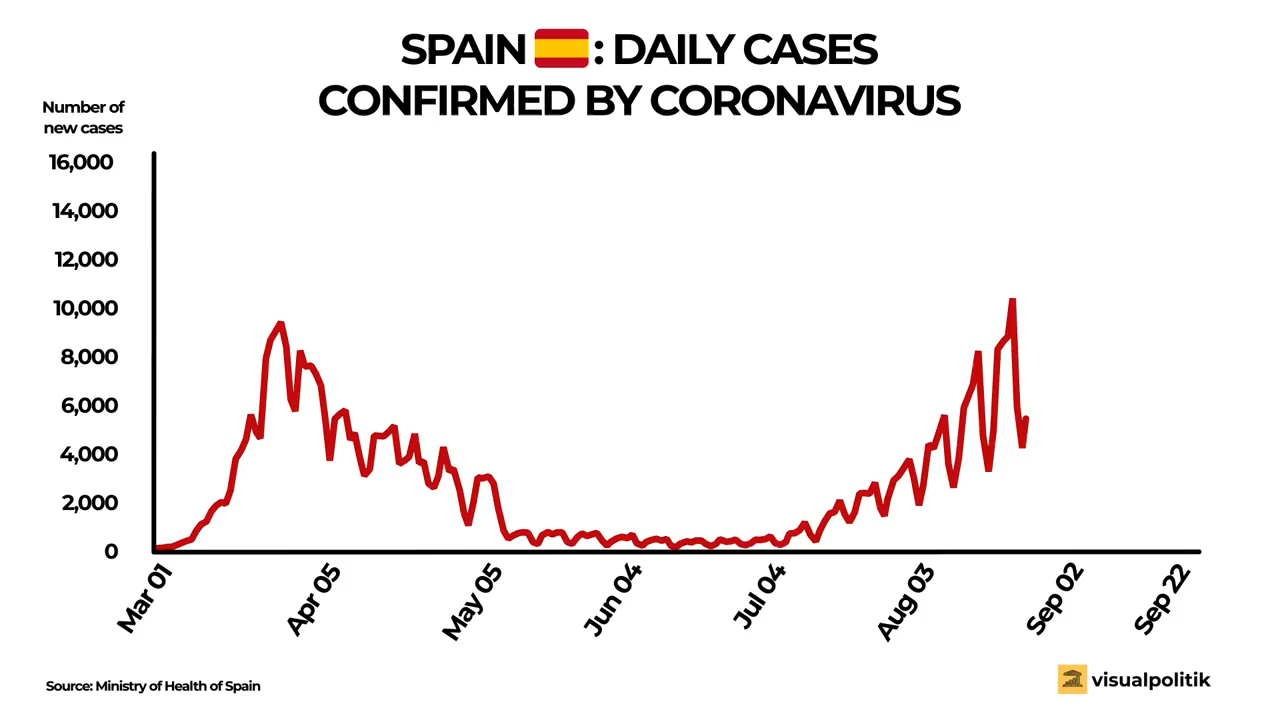 SPAIN 🇪🇸: DAILY CASES
CONFIRMED BY CORONAVIRUS
Number of
new cases
16,000
14,000
12,000
10,000
8,000
6,000
4,000
2,000
0
Mar 01
Apr 05
May 05
Jun 04
Jul 04
Aug 03
Sep 02
Sep 22
Source: Ministry of Health of Spain
visualpolitik